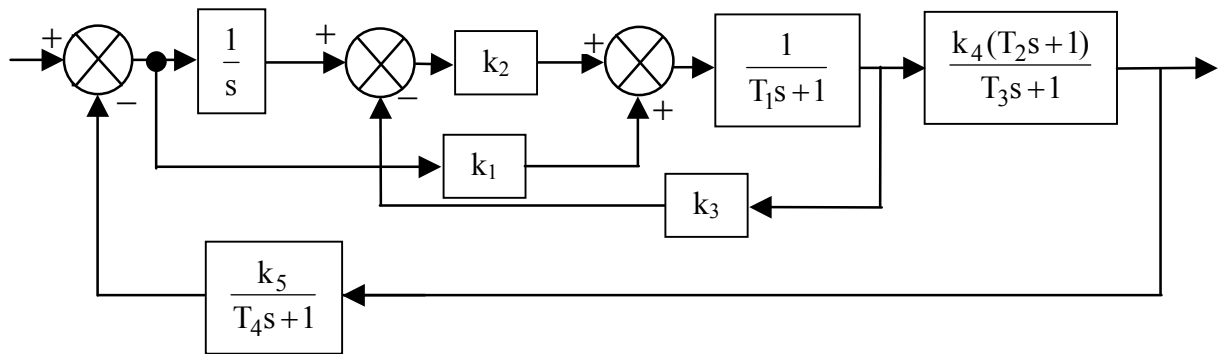 +
1
s
+
−
k₂
+
+
1
T₁s+1
k₄(T₂s+1)
T₃s+1
−
k₁
k₃
k₅
T₄s+1